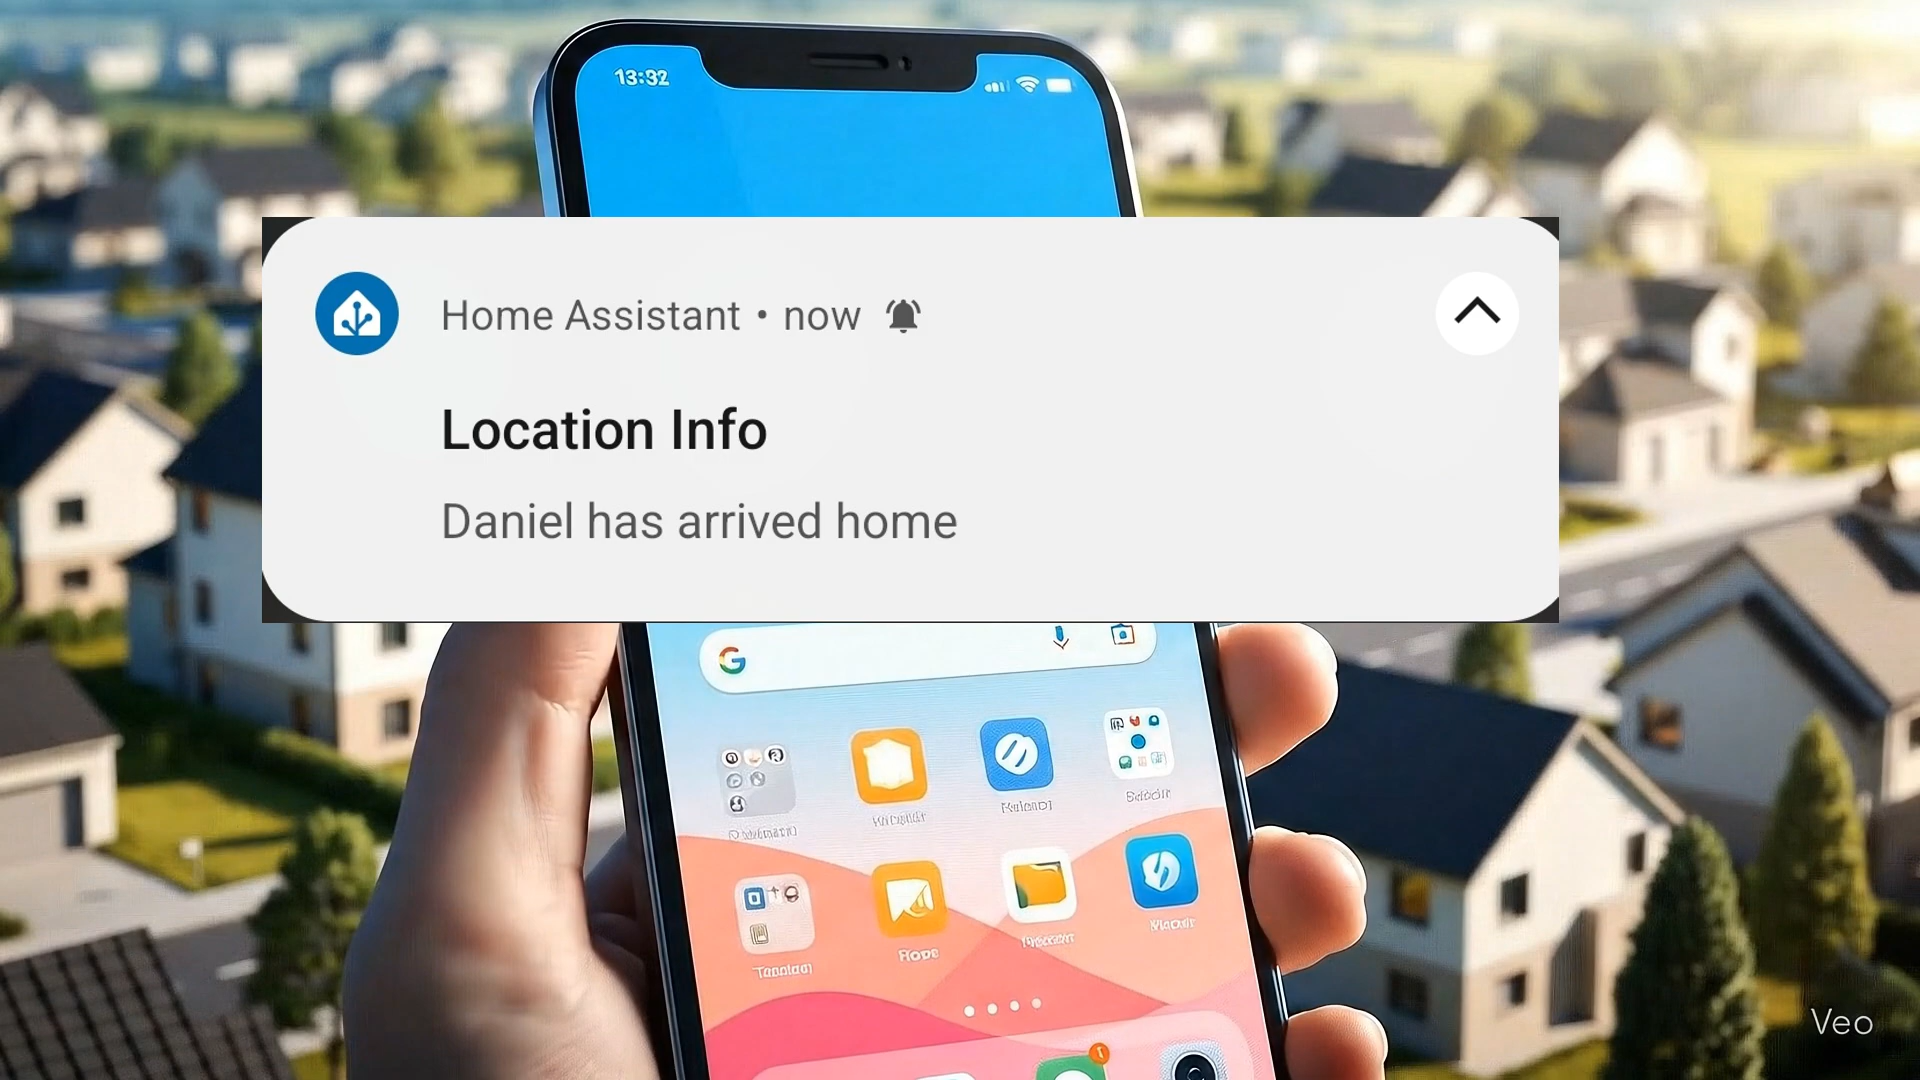 13:32
Home Assistant • now
Location Info
Daniel has arrived home
G
Veo